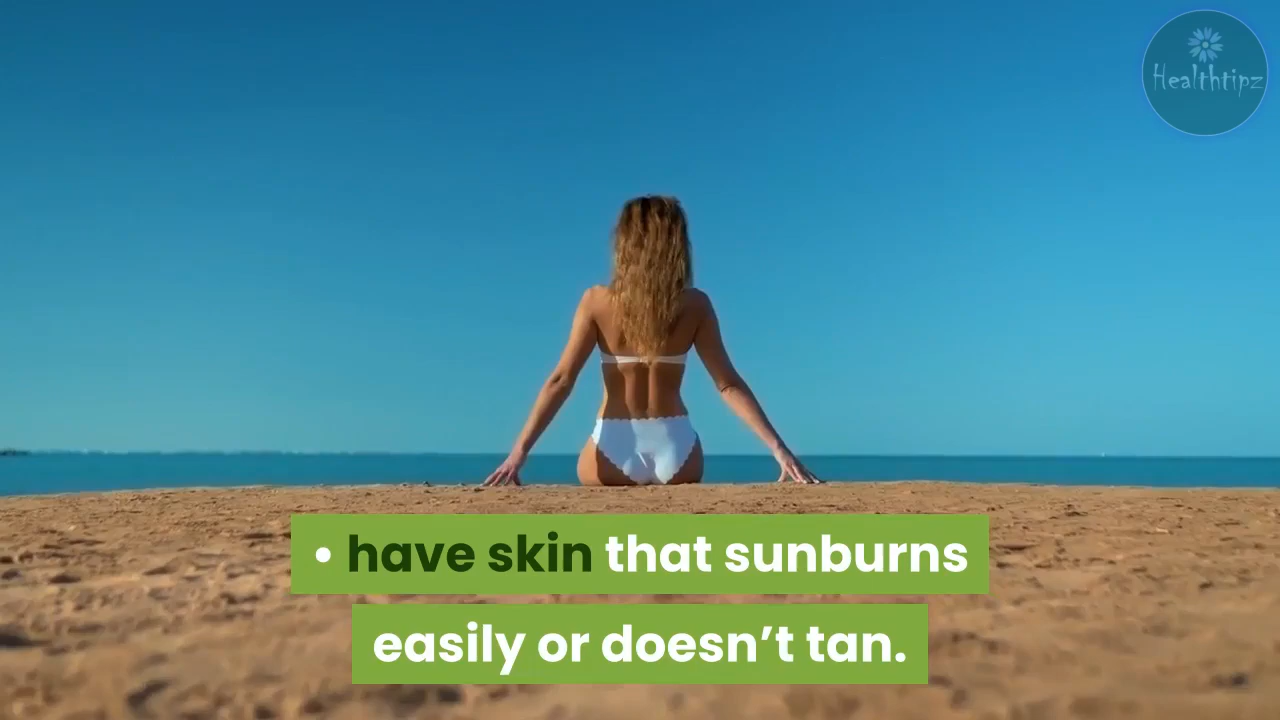 Healthtipz
• have skin that sunburns
easily or doesn’t tan.